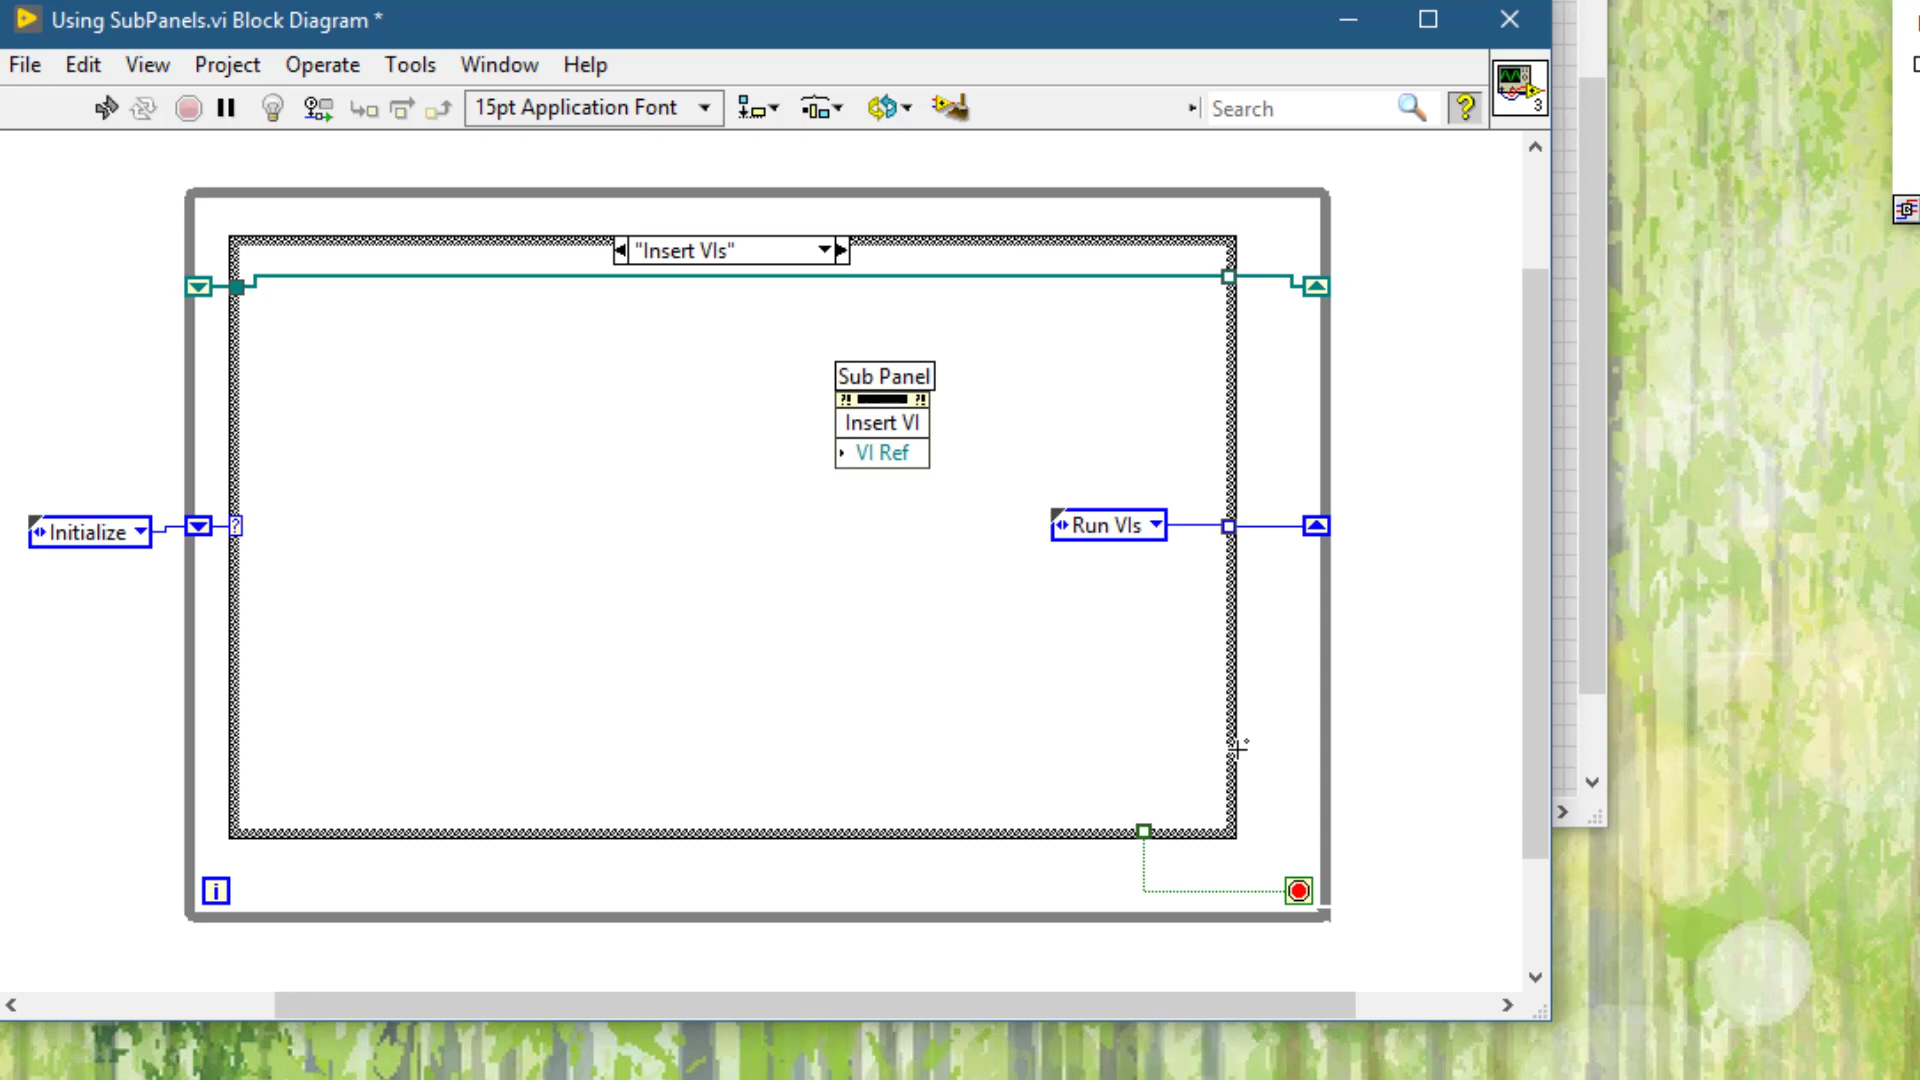 Using SubPanels.vi Block Diagram *
File Edit View Project Operate Tools Window Help
15pt Application Font
Search
?
3
"Insert VIs"
Sub Panel
?! ?!
Insert VI
VI Ref
Initialize
?
Run VIs
i